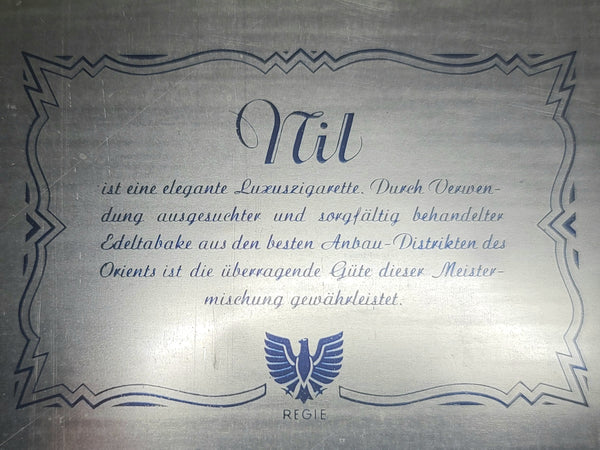 Nil
ist eine elegante Luxuszigarette. Durch Verwen-
dung ausgesuchter und sorgfältig behandelter
Edeltabake aus den besten Anbau-Distrikten des
Orients ist die überragende Güte dieser Meister-
mischung gewährleistet.
REGIE